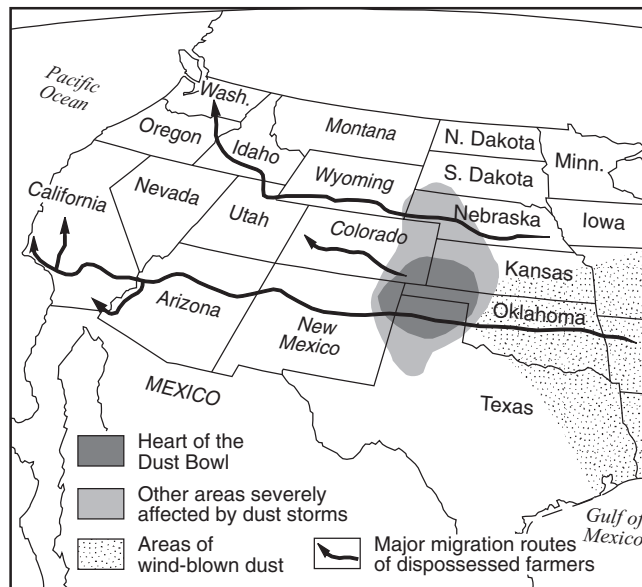 Pacific
Ocean
Wash.
Oregon
Idaho
Montana
N. Dakota
Minn.
S. Dakota
Wyoming
California
Nevada
Utah
Colorado
Nebraska
Iowa
Kansas
Arizona
New
Mexico
Oklahoma
MEXICO
Texas
Gulf of
Mexico
Heart of the
Dust Bowl
Other areas severely
affected by dust storms
Areas of
wind-blown dust
Major migration routes
of dispossessed farmers